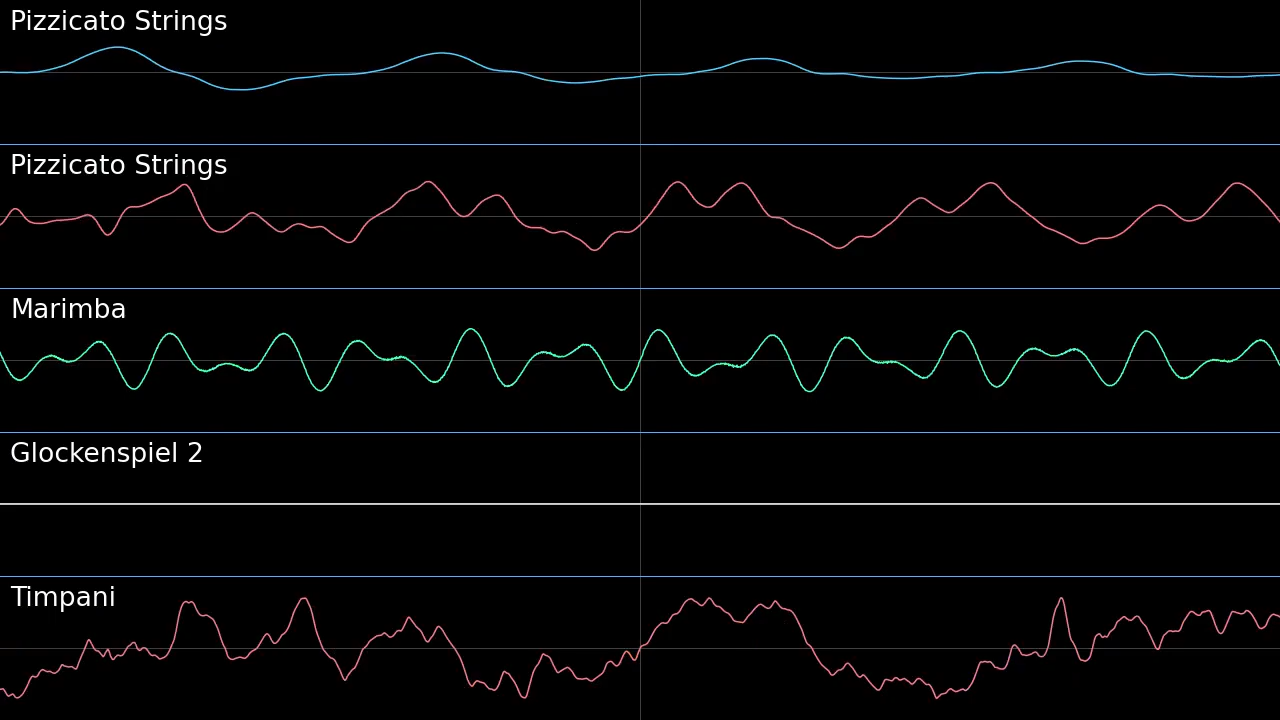 Pizzicato Strings
Pizzicato Strings
Marimba
Glockenspiel 2
Timpani